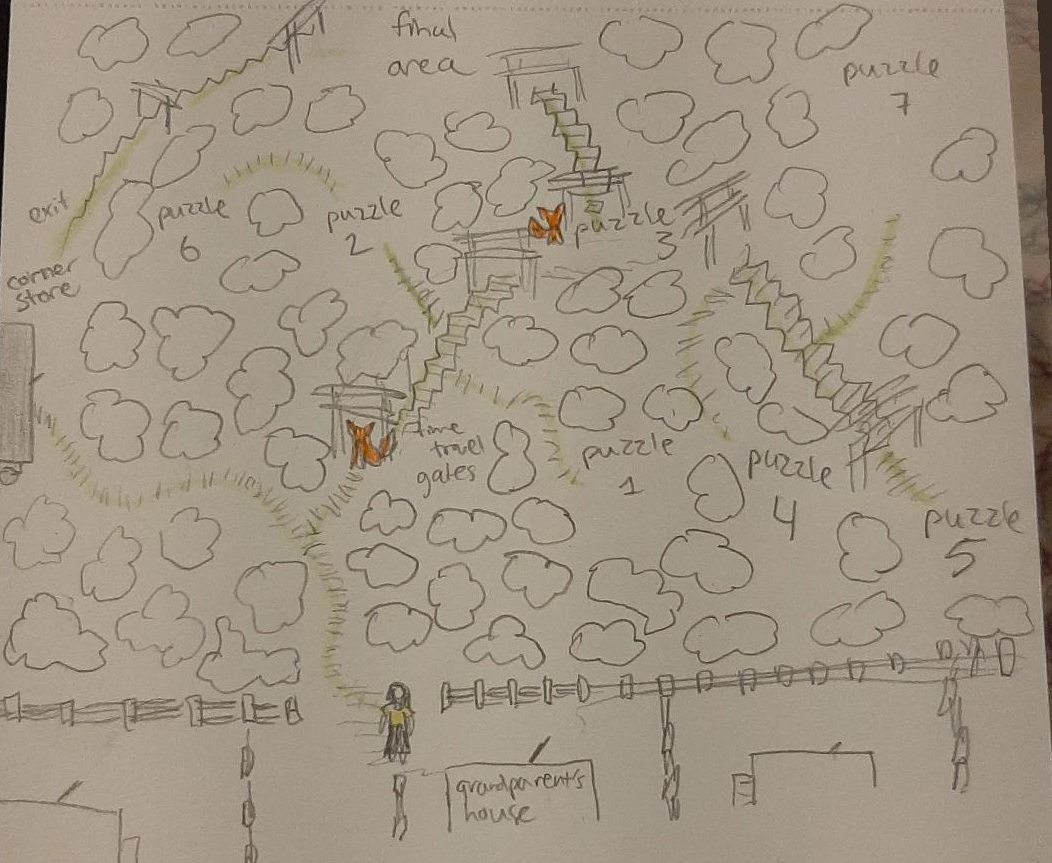 final
area
puzzle
7
exit
puzzle
6
puzzle
2
puzzle
3
corner
store
time
travel
gates
puzzle
1
puzzle
4
puzzle
5
grandparent's
house